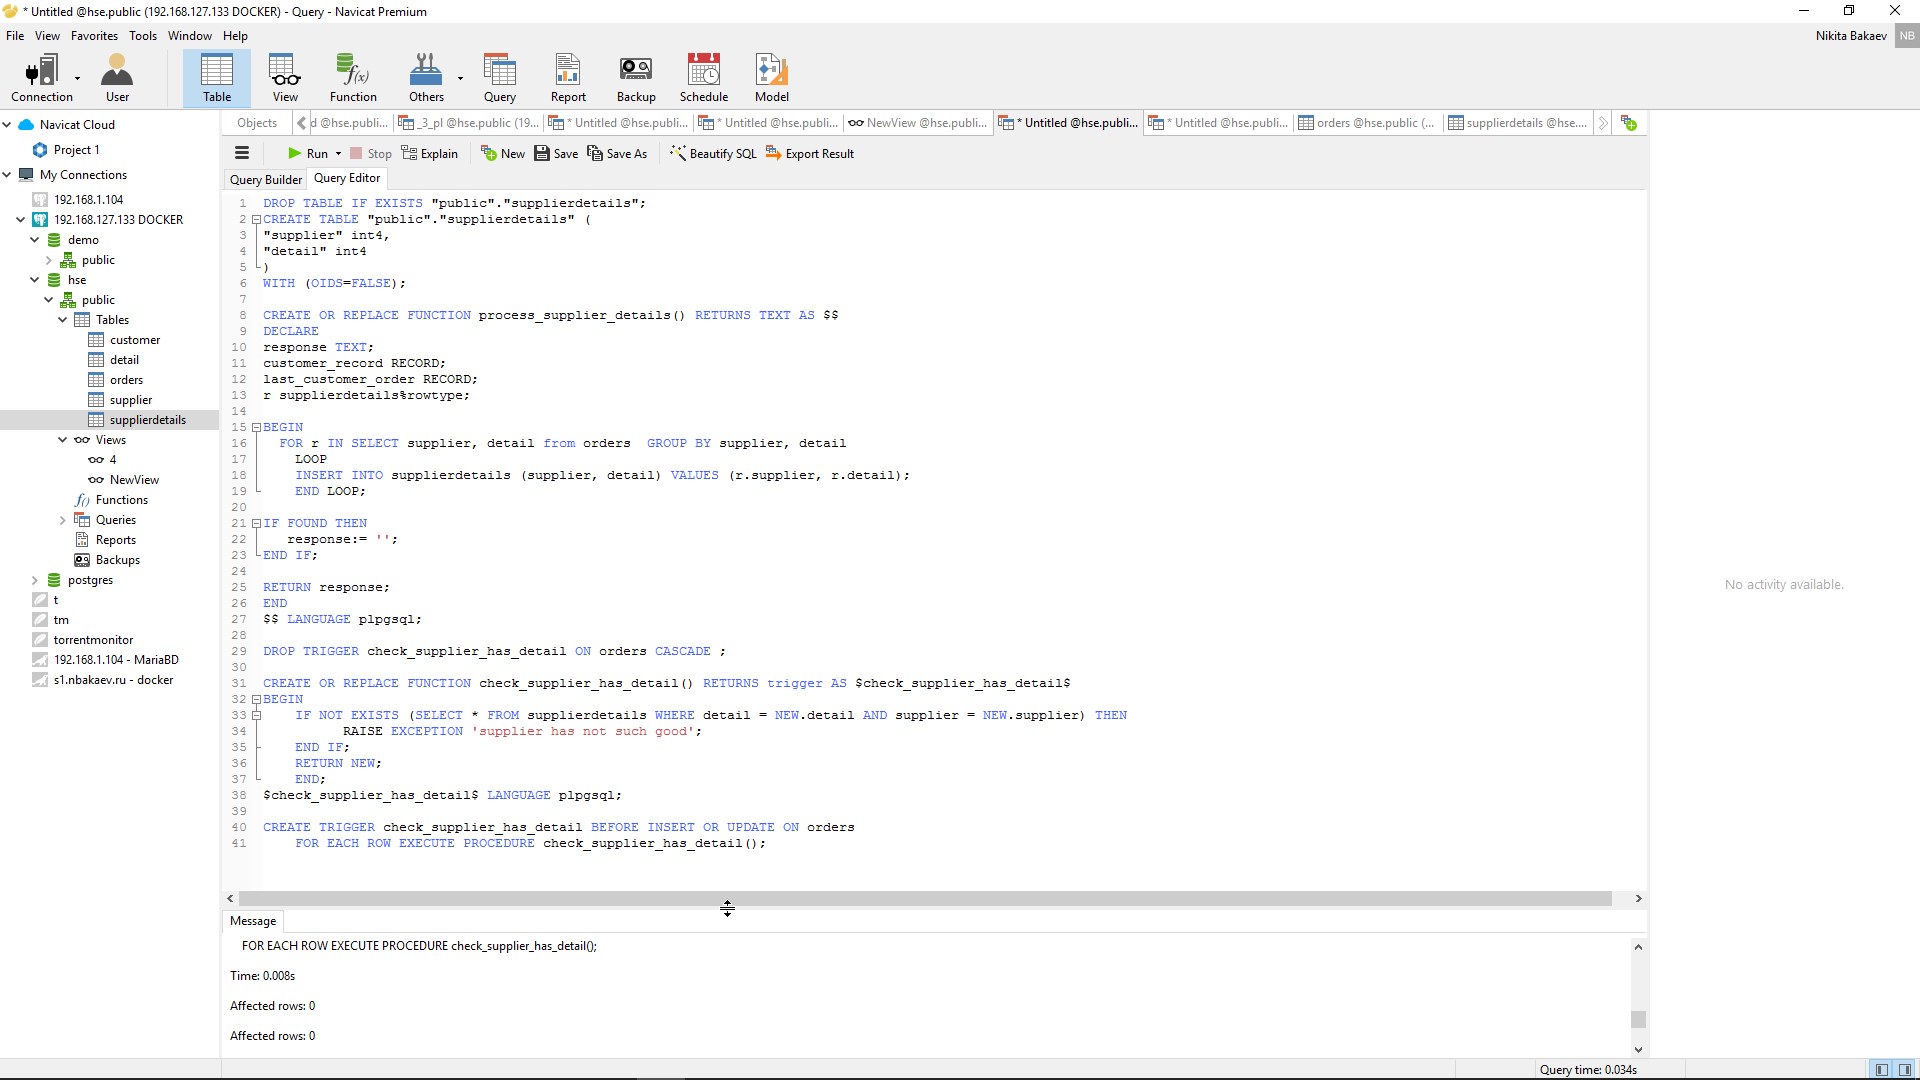 * Untitled @hse.public (192.168.127.133 DOCKER) - Query - Navicat Premium
File View Favorites Tools Window Help
Nikita Bakaev NB
Connection User Table View Function Others Query Report Backup Schedule Model
Navicat Cloud
Project 1
My Connections
192.168.1.104
192.168.127.133 DOCKER
demo
public
hse
public
Tables
customer
detail
orders
supplier
supplierdetails
Views
4
NewView
Functions
Queries
Reports
Backups
postgres
t
tm
torrentmonitor
192.168.1.104 - MariaBD
s1.nbakaev.ru - docker
Objects d @hse.publi... _3_pl @hse.public (19... * Untitled @hse.publi... * Untitled @hse.publi... NewView @hse.publi... * Untitled @hse.publi... * Untitled @hse.publi... orders @hse.public (... supplierdetails @hse....
Run Stop Explain New Save Save As Beautify SQL Export Result
Query Builder Query Editor
1 DROP TABLE IF EXISTS "public"."supplierdetails";
2 CREATE TABLE "public"."supplierdetails" (
3 "supplier" int4,
4 "detail" int4
5 )
6 WITH (OIDS=FALSE);
7
8 CREATE OR REPLACE FUNCTION process_supplier_details() RETURNS TEXT AS $$
9 DECLARE
10 response TEXT;
11 customer_record RECORD;
12 last_customer_order RECORD;
13 r supplierdetails%rowtype;
14
15 BEGIN
16 FOR r IN SELECT supplier, detail from orders GROUP BY supplier, detail
17 LOOP
18 INSERT INTO supplierdetails (supplier, detail) VALUES (r.supplier, r.detail);
19 END LOOP;
20
21 IF FOUND THEN
22 response:= '';
23 END IF;
24
25 RETURN response;
26 END
27 $$ LANGUAGE plpgsql;
28
29 DROP TRIGGER check_supplier_has_detail ON orders CASCADE ;
30
31 CREATE OR REPLACE FUNCTION check_supplier_has_detail() RETURNS trigger AS $check_supplier_has_detail$
32 BEGIN
33 IF NOT EXISTS (SELECT * FROM supplierdetails WHERE detail = NEW.detail AND supplier = NEW.supplier) THEN
34 RAISE EXCEPTION 'supplier has not such good';
35 END IF;
36 RETURN NEW;
37 END;
38 $check_supplier_has_detail$ LANGUAGE plpgsql;
39
40 CREATE TRIGGER check_supplier_has_detail BEFORE INSERT OR UPDATE ON orders
41 FOR EACH ROW EXECUTE PROCEDURE check_supplier_has_detail();
No activity available.
Message
FOR EACH ROW EXECUTE PROCEDURE check_supplier_has_detail();
Time: 0.008s
Affected rows: 0
Affected rows: 0
Query time: 0.034s